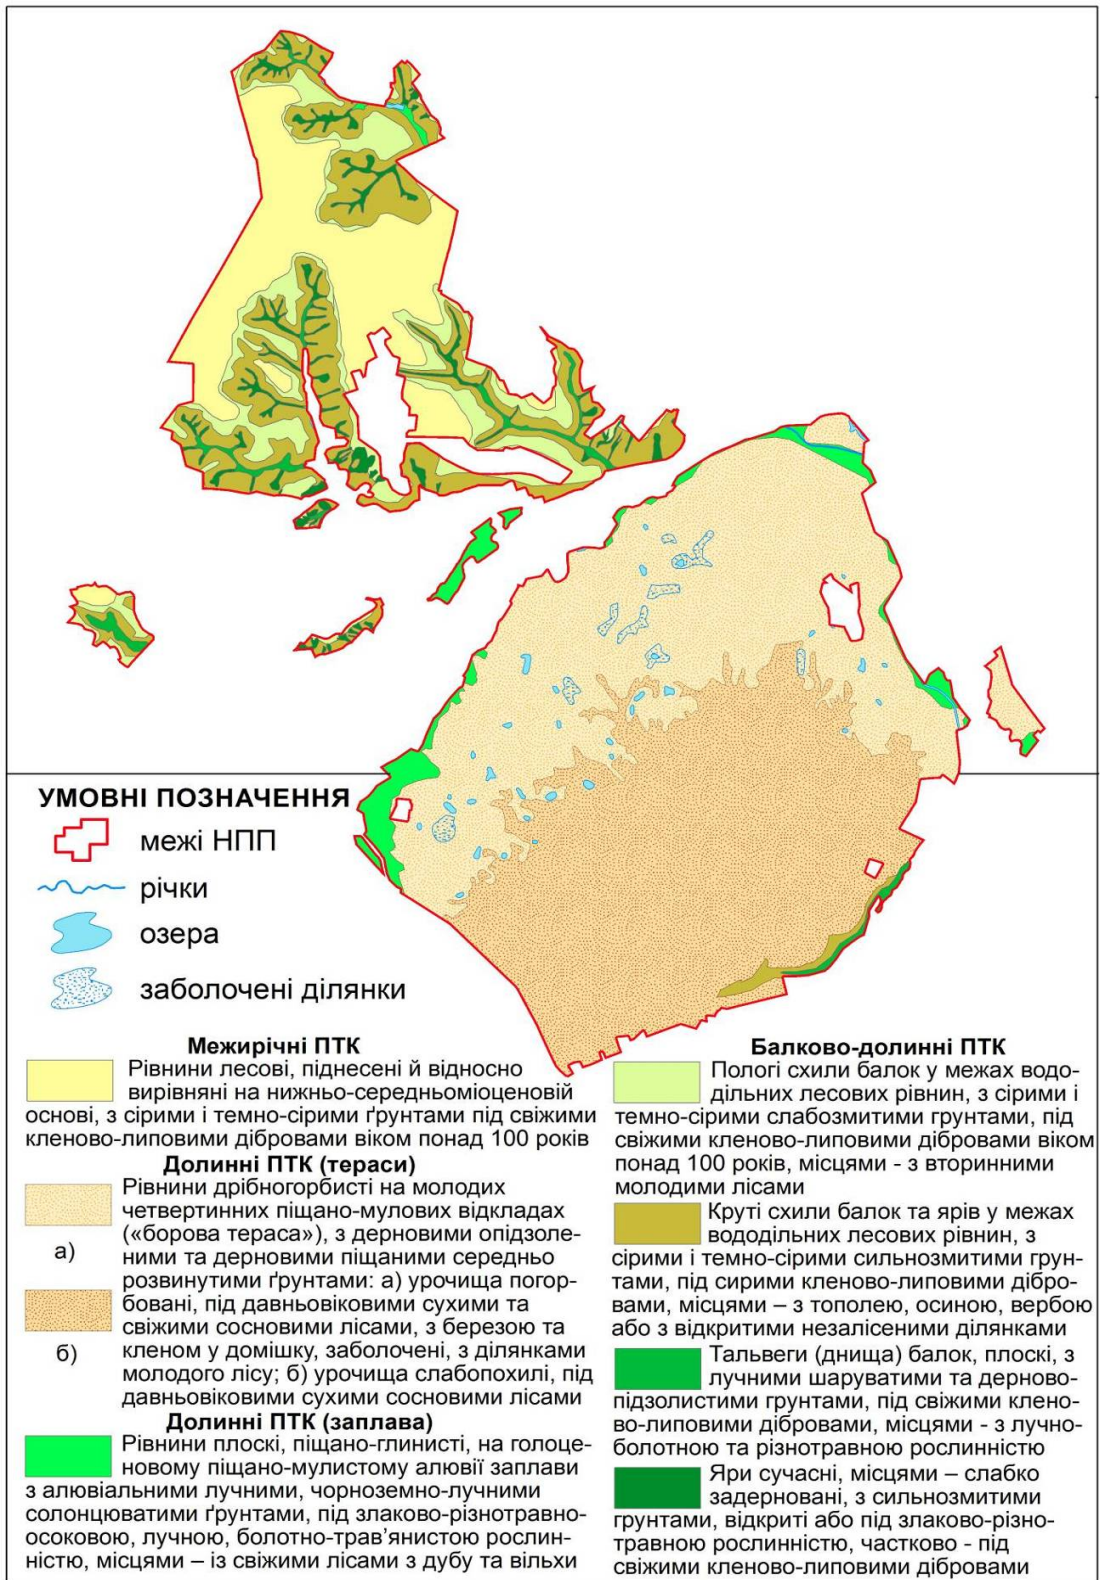 УМОВНІ ПОЗНАЧЕННЯ
межі НПП
річки
озера
заболочені ділянки
Межирічні ПТК
Рівнини лесові, піднесені й відносно
вирівняні на нижньо-середньоміоценовій
основі, з сірими і темно-сірими ґрунтами під свіжими
кленово-липовими дібровами віком понад 100 років
Долинні ПТК (тераси)
Рівнини дрібногорбисті на молодих
четвертинних піщано-мулових відкладах
(«борова тераса»), з дерновими опідзоле-
а)
ними та дерновими піщаними середньо
розвинутими ґрунтами: а) урочища погор-
бовані, під давньовіковими сухими та
свіжими сосновими лісами, з березою та
б)
кленом у домішку, заболочені, з ділянками
молодого лісу; б) урочища слабопохилі, під
давньовіковими сухими сосновими лісами
Долинні ПТК (заплава)
Рівнини плоскі, піщано-глинисті, на голоце-
новому піщано-мулистому алювії заплави
з алювіальними лучними, чорноземно-лучними
солонцюватими ґрунтами, під злаково-різнотравно-
осоковою, лучною, болотно-трав’янистою рослин-
ністю, місцями – із свіжими лісами з дубу та вільхи
Балково-долинні ПТК
Пологі схили балок у межах водо-
дільних лесових рівнин, з сірими і
темно-сірими слабозмитими грунтами, під
свіжими кленово-липовими дібровами віком
понад 100 років, місцями - з вторинними
молодими лісами
Круті схили балок та ярів у межах
вододільних лесових рівнин, з
сірими і темно-сірими сильнозмитими грун-
тами, під сирими кленово-липовими дібро-
вами, місцями – з тополею, осиною, вербою
або з відкритими незалісеними ділянками
Тальвеги (днища) балок, плоскі, з
лучними шаруватими та дерново-
підзолистими грунтами, під свіжими клено-
во-липовими дібровами, місцями - з лучно-
болотною та різнотравною рослинністю
Яри сучасні, місцями – слабко
задерновані, з сильнозмитими
грунтами, відкриті або під злаково-різно-
травною рослинністю, частково - під
свіжими кленово-липовими дібровами